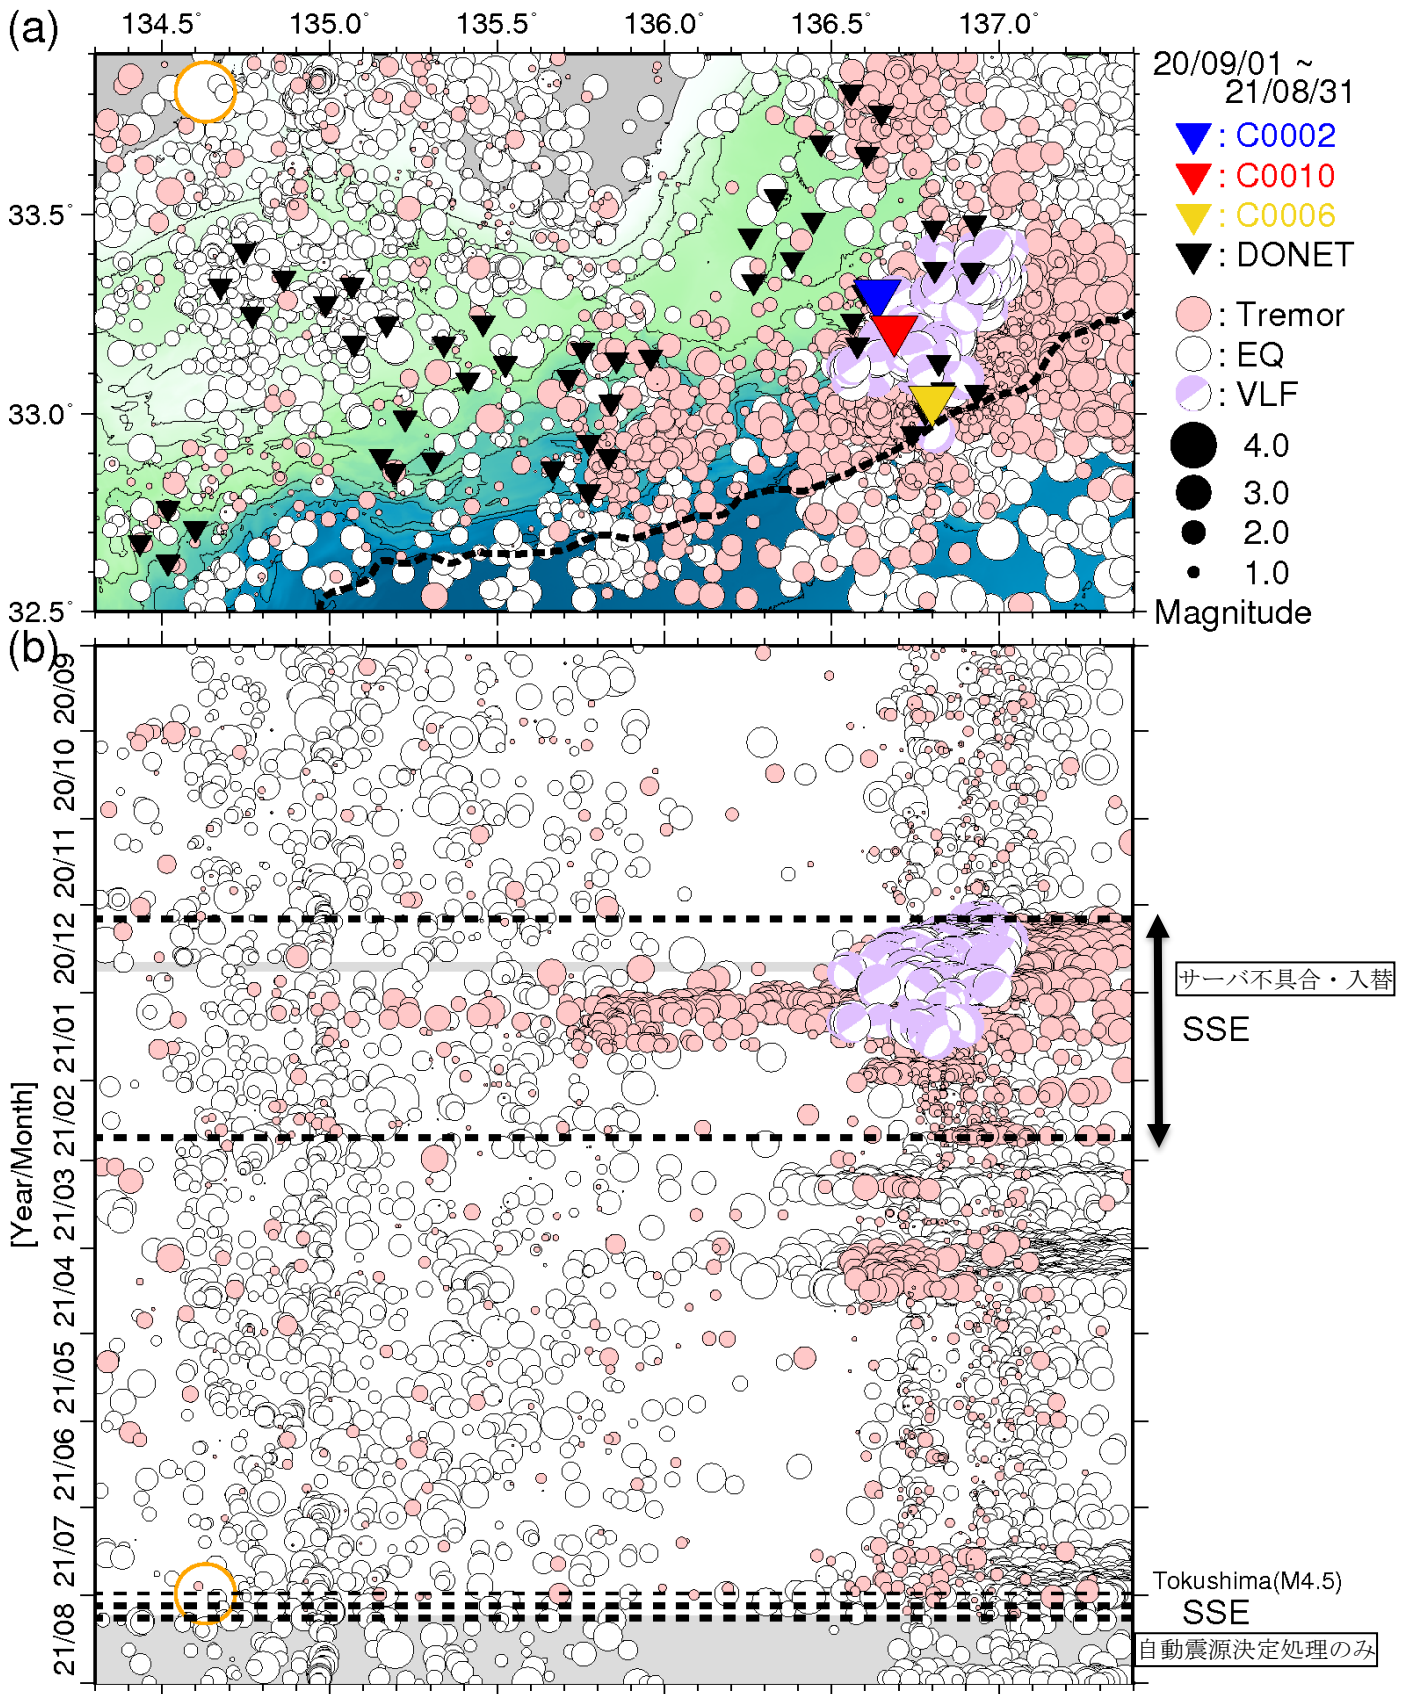 (a)
134.5° 135.0° 135.5° 136.0° 136.5° 137.0°
33.5°
33.0°
32.5°
20/09/01 ~
21/08/31
: C0002
: C0010
: C0006
: DONET
: Tremor
: EQ
: VLF
4.0
3.0
2.0
1.0
Magnitude
(b)
[Year/Month]
20/09
20/10
20/11
20/12
21/01
21/02
21/03
21/04
21/05
21/06
21/07
21/08
サーバ不具合・入替
SSE
Tokushima(M4.5)
SSE
自動震源決定処理のみ